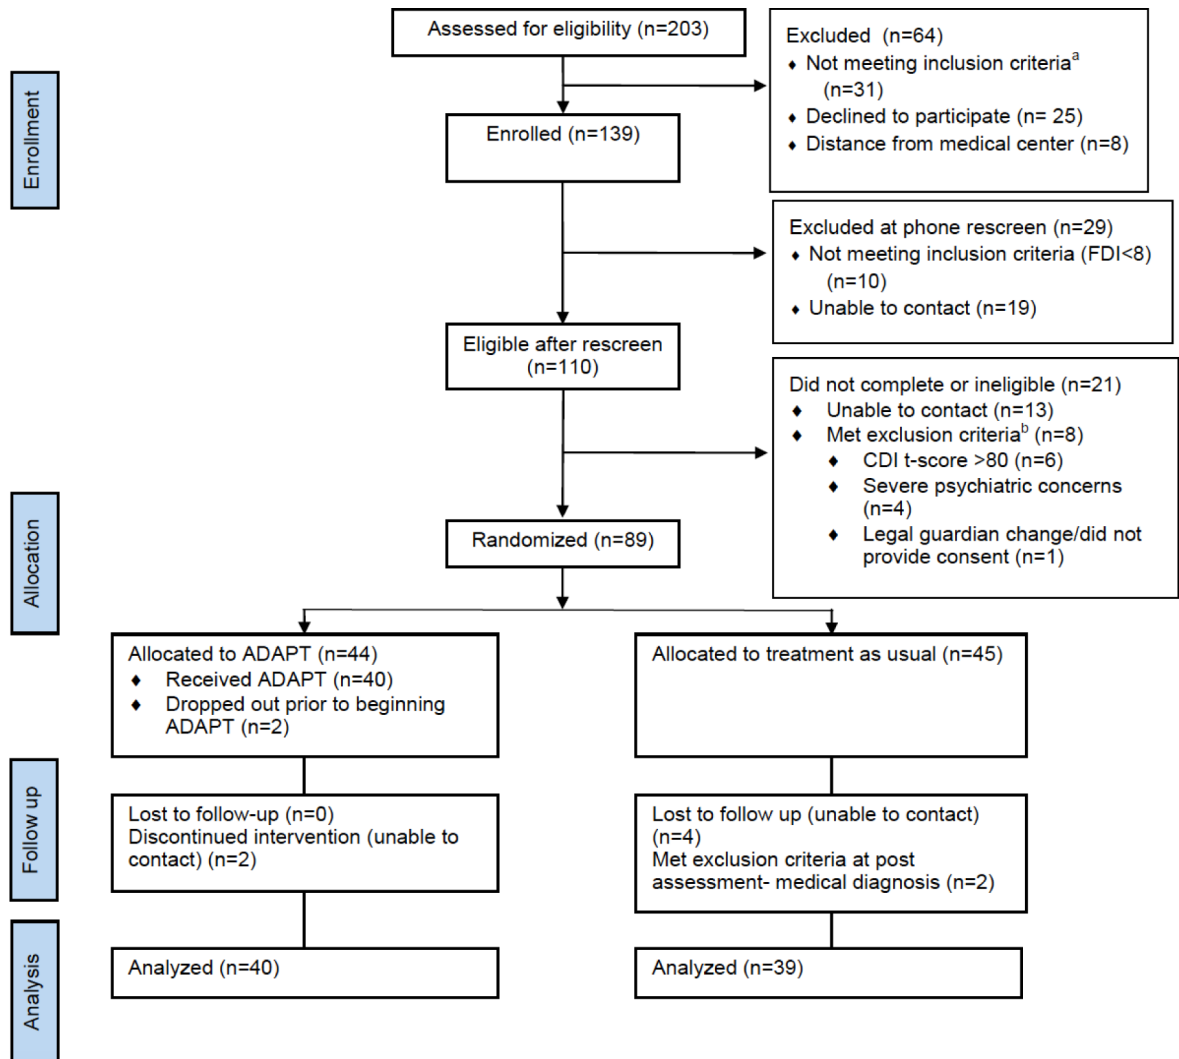 Assessed for eligibility (n=203)
Excluded  (n=64)
♦ Not meeting inclusion criteriaᵃ
(n=31)
♦ Declined to participate (n= 25)
♦ Distance from medical center (n=8)
Enrollment
Enrolled (n=139)
Excluded at phone rescreen (n=29)
♦ Not meeting inclusion criteria (FDI<8)
(n=10)
♦ Unable to contact (n=19)
Eligible after rescreen
(n=110)
Did not complete or ineligible (n=21)
♦ Unable to contact (n=13)
♦ Met exclusion criteriaᵇ (n=8)
♦ CDI t-score >80 (n=6)
♦ Severe psychiatric concerns
(n=4)
♦ Legal guardian change/did not
provide consent (n=1)
Allocation
Randomized (n=89)
Allocated to ADAPT (n=44)
♦ Received ADAPT (n=40)
♦ Dropped out prior to beginning
ADAPT (n=2)
Allocated to treatment as usual (n=45)
Follow up
Lost to follow-up (n=0)
Discontinued intervention (unable to
contact) (n=2)
Lost to follow up (unable to contact)
(n=4)
Met exclusion criteria at post
assessment- medical diagnosis (n=2)
Analysis
Analyzed (n=40)
Analyzed (n=39)